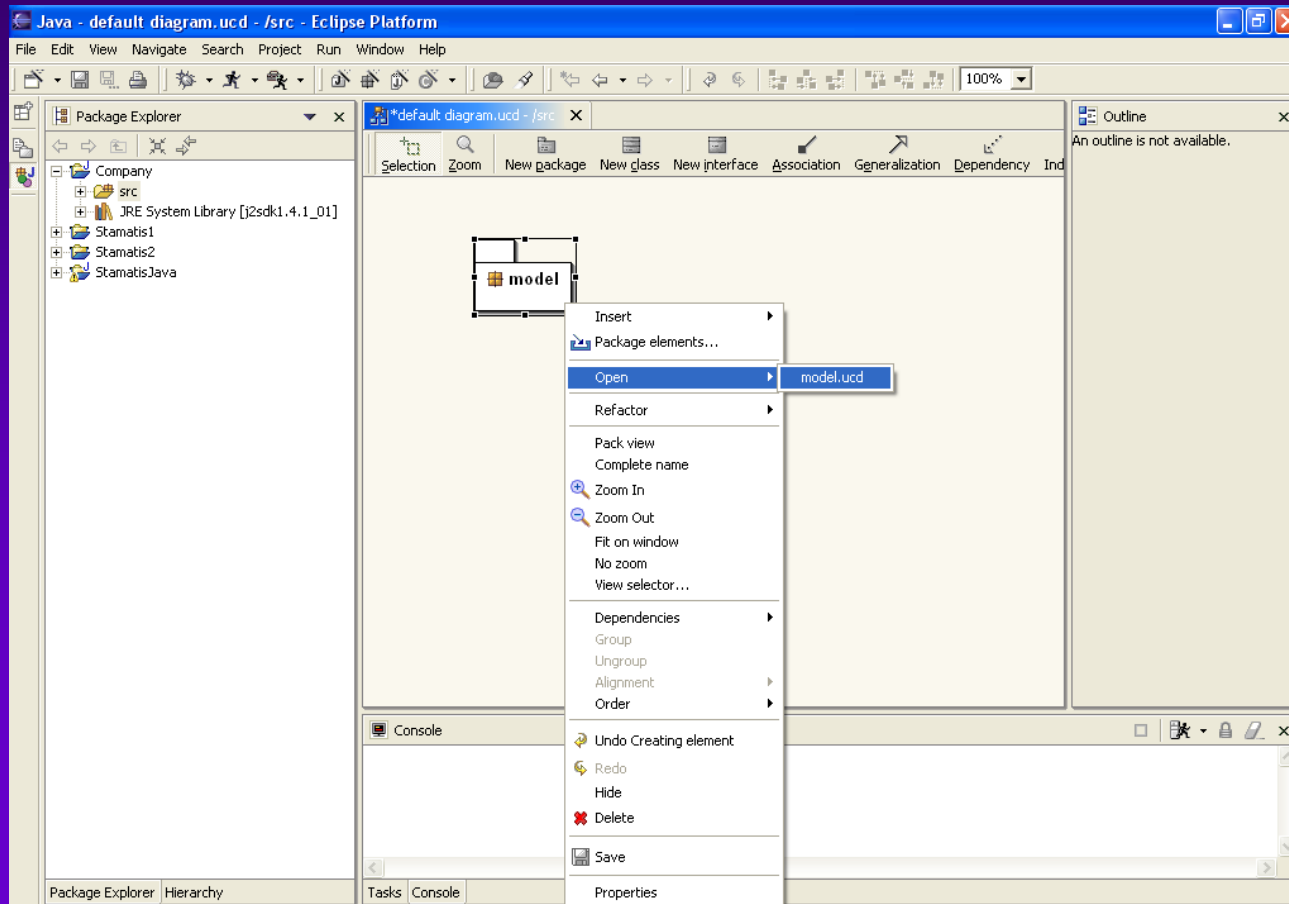 Java - default diagram.ucd - /src - Eclipse Platform
File Edit View Navigate Search Project Run Window Help
100%
Package Explorer
Company
src
JRE System Library [j2sdk1.4.1_01]
Stamatis1
Stamatis2
StamatisJava
Package Explorer Hierarchy
*default diagram.ucd - /src
Selection Zoom New package New class New interface Association Generalization Dependency Ind
model
Insert
Package elements...
Open
model.ucd
Refactor
Pack view
Complete name
Zoom In
Zoom Out
Fit on window
No zoom
View selector...
Dependencies
Group
Ungroup
Alignment
Order
Undo Creating element
Redo
Hide
Delete
Save
Properties
Outline
An outline is not available.
Console
Tasks Console